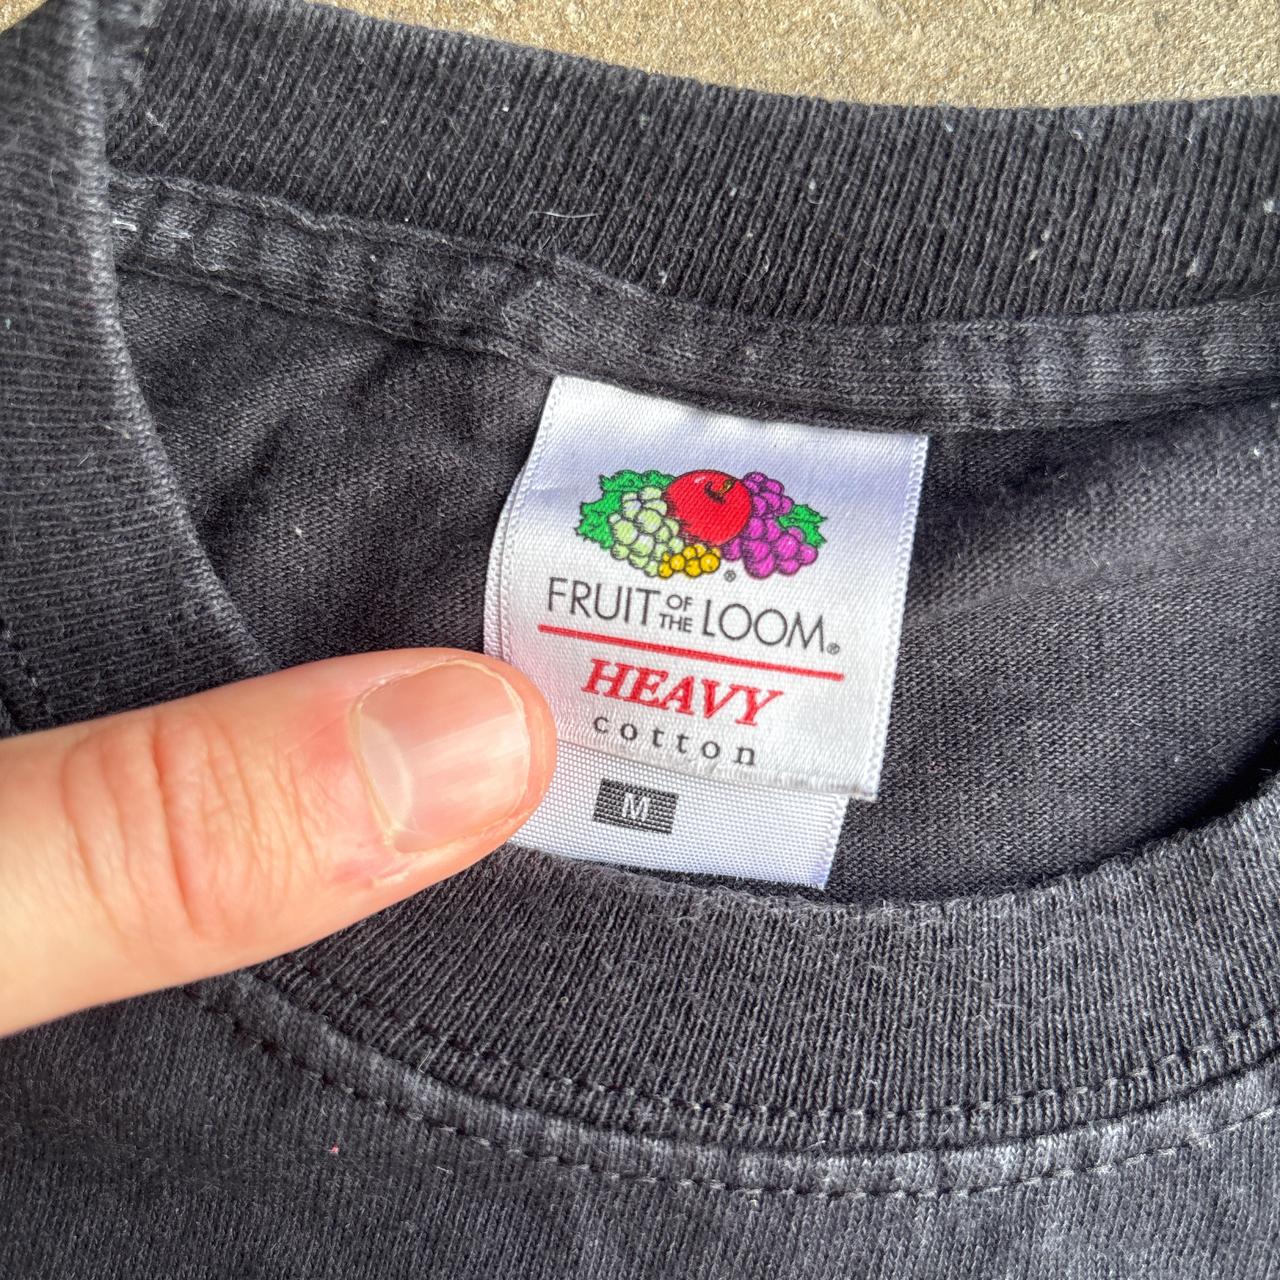 ®
FRUIT OF THE LOOM®
HEAVY
cotton
M